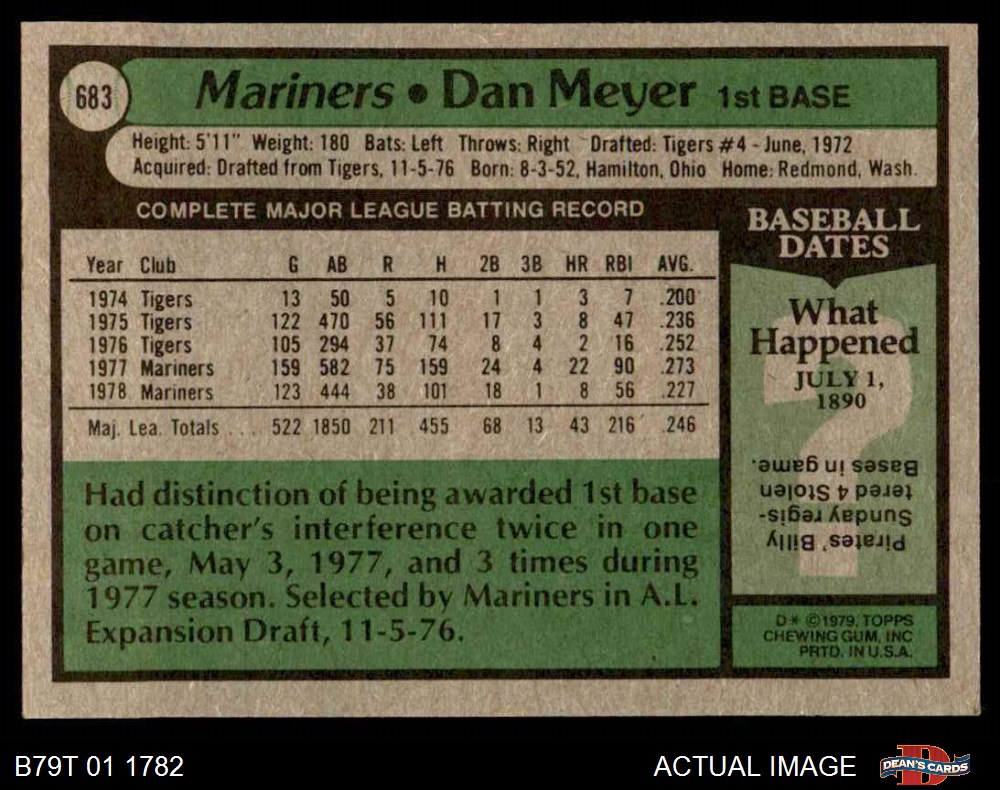 683
Mariners • Dan Meyer 1st BASE
Height: 5'11" Weight: 180 Bats: Left Throws: Right Drafted: Tigers #4 - June, 1972
Acquired: Drafted from Tigers, 11-5-76 Born: 8-3-52, Hamilton, Ohio Home: Redmond, Wash.
COMPLETE MAJOR LEAGUE BATTING RECORD
Year Club G AB R H 2B 3B HR RBI AVG.
1974 Tigers 13 50 5 10 1 1 3 7 .200
1975 Tigers 122 470 56 111 17 3 8 47 .236
1976 Tigers 105 294 37 74 8 4 2 16 .252
1977 Mariners 159 582 75 159 24 4 22 90 .273
1978 Mariners 123 444 38 101 18 1 8 56 .227
Maj. Lea. Totals . . . 522 1850 211 455 68 13 43 216 .246
Had distinction of being awarded 1st base
on catcher's interference twice in one
game, May 3, 1977, and 3 times during
1977 season. Selected by Mariners in A.L.
Expansion Draft, 11-5-76.
BASEBALL
DATES
What
Happened
JULY 1,
1890
?
Pirates' Billy
Sunday regis-
tered 4 Stolen
Bases in game.
D* ©1979, TOPPS
CHEWING GUM, INC
PRTD. IN U.S.A.
B79T 01 1782
ACTUAL IMAGE
D
DEAN'S CARDS